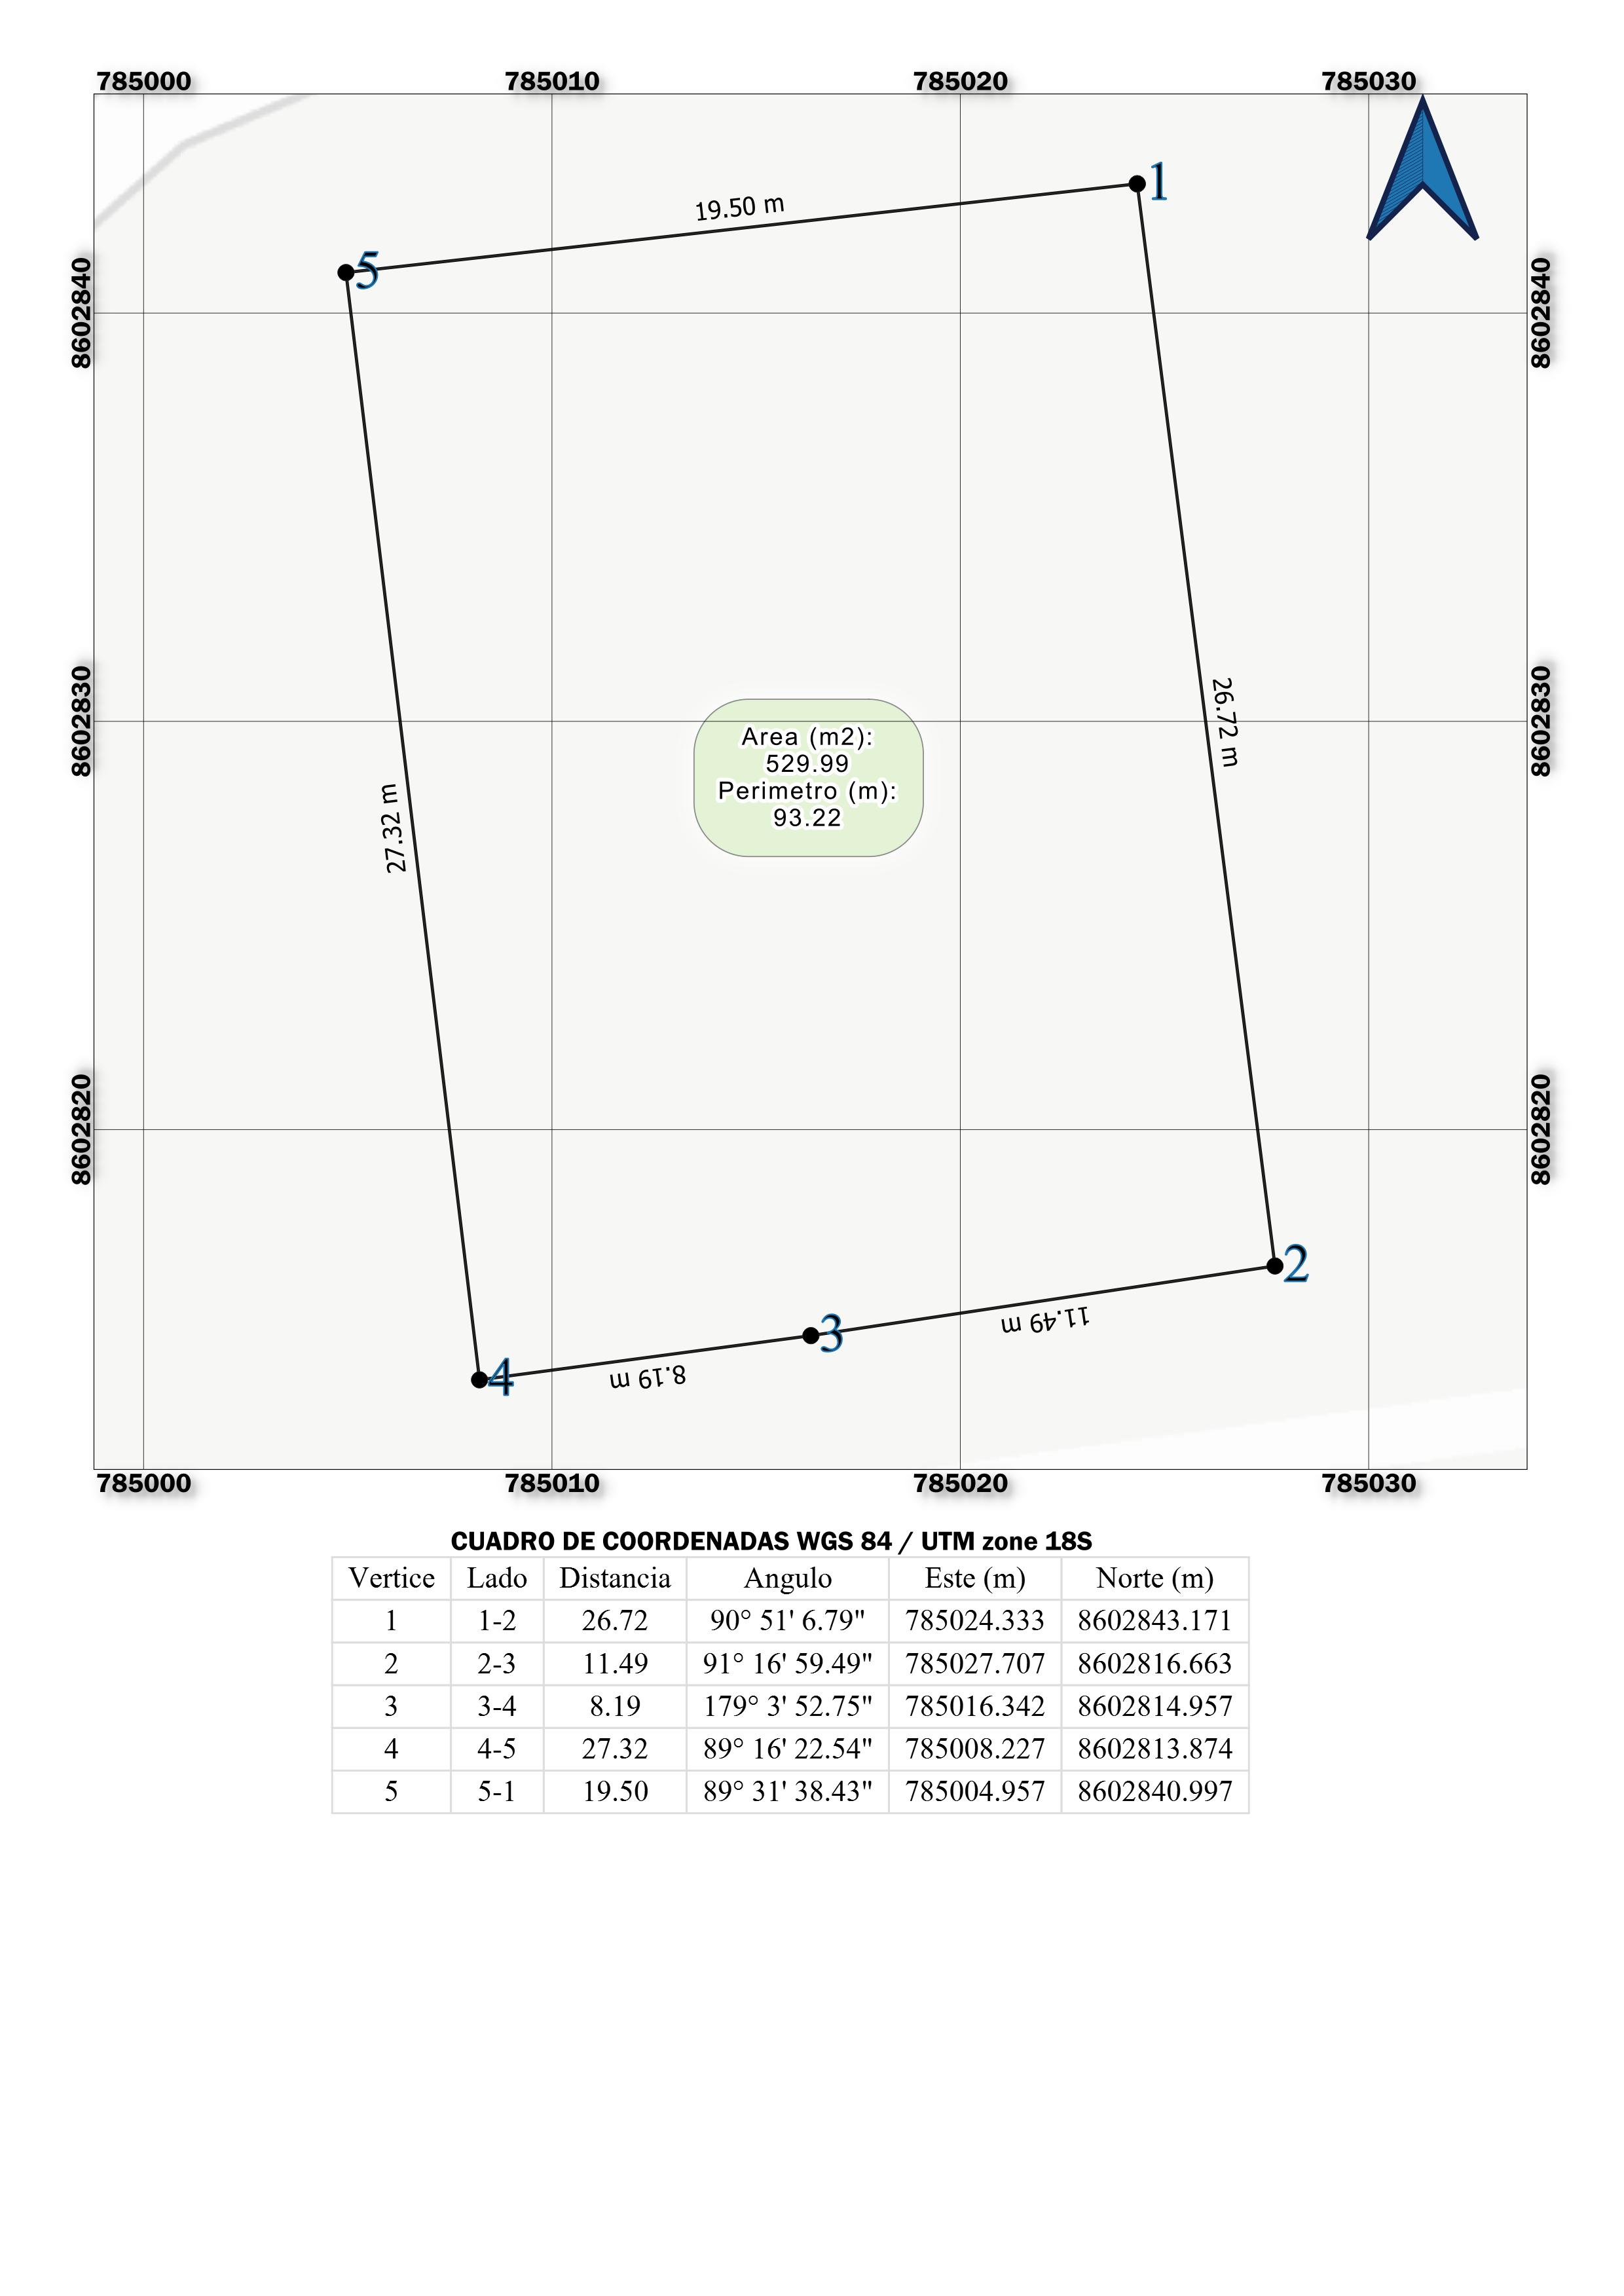 785000 785010 785020 785030
1
19.50 m
5
8602840
8602840
8602830
8602830
26.72 m
Area (m2):
529.99
Perimetro (m):
93.22
27.32 m
8602820
8602820
2
11.49 m
3
8.19 m
4
785000 785010 785020 785030
CUADRO DE COORDENADAS WGS 84 / UTM zone 18S
Vertice Lado Distancia Angulo Este (m) Norte (m)
1 1-2 26.72 90° 51' 6.79" 785024.333 8602843.171
2 2-3 11.49 91° 16' 59.49" 785027.707 8602816.663
3 3-4 8.19 179° 3' 52.75" 785016.342 8602814.957
4 4-5 27.32 89° 16' 22.54" 785008.227 8602813.874
5 5-1 19.50 89° 31' 38.43" 785004.957 8602840.997